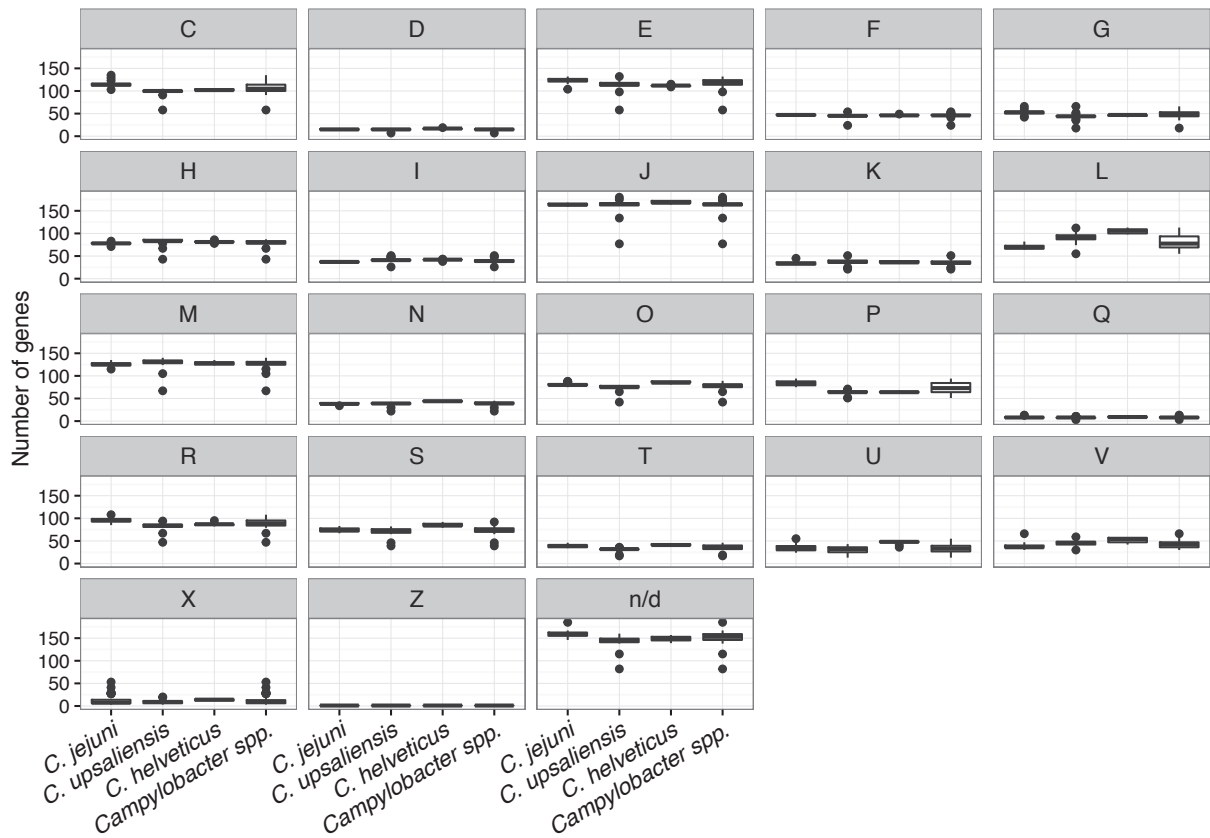 C D E F G
150
100
50
0
H I J K L
150
100
50
0
M N O P Q
150
100
50
0
R S T U V
150
100
50
0
X Z n/d
150
100
50
0
Number of genes
C. jejuni
C. upsaliensis
C. helveticus
Campylobacter spp.
C. jejuni
C. upsaliensis
C. helveticus
Campylobacter spp.
C. jejuni
C. upsaliensis
C. helveticus
Campylobacter spp.